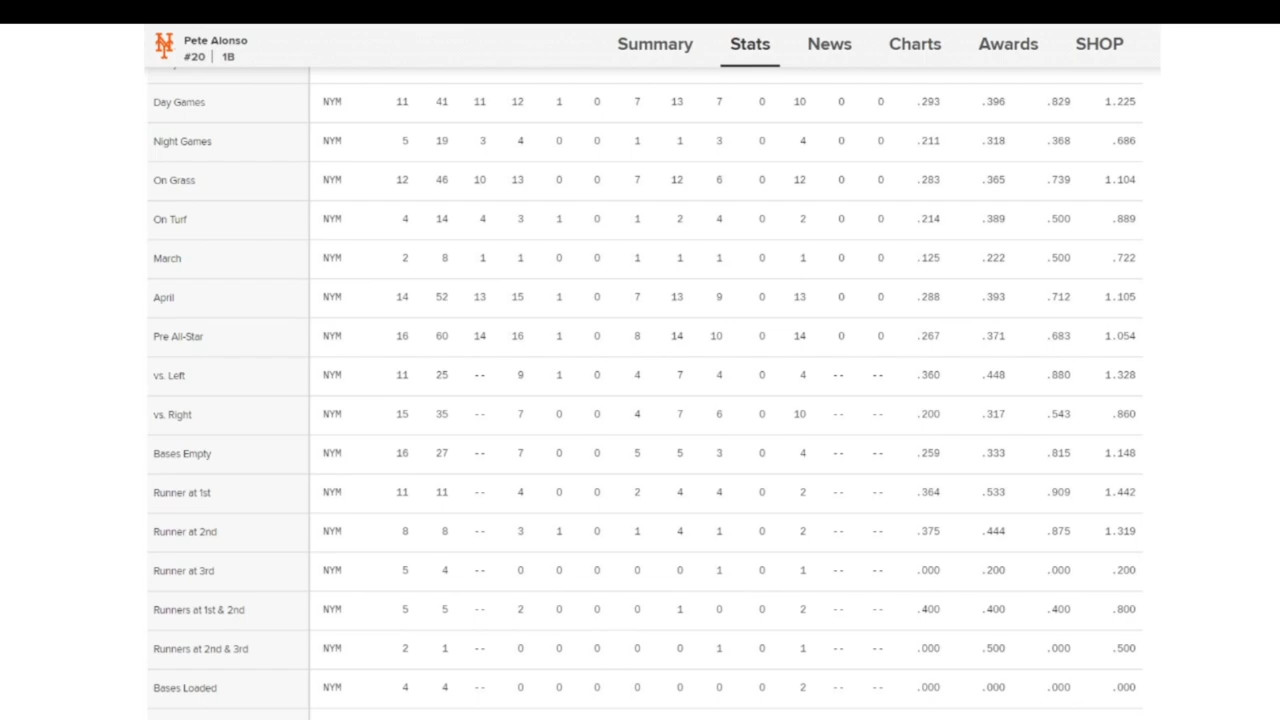 Pete Alonso
#20 | 1B
Summary Stats News Charts Awards SHOP
Day Games NYM 11 41 11 12 1 0 7 13 7 0 10 0 0 .293 .396 .829 1.225
Night Games NYM 5 19 3 4 0 0 1 1 3 0 4 0 0 .211 .318 .368 .686
On Grass NYM 12 46 10 13 0 0 7 12 6 0 12 0 0 .283 .365 .739 1.104
On Turf NYM 4 14 4 3 1 0 1 2 4 0 2 0 0 .214 .389 .500 .889
March NYM 2 8 1 1 0 0 1 1 1 0 1 0 0 .125 .222 .500 .722
April NYM 14 52 13 15 1 0 7 13 9 0 13 0 0 .288 .393 .712 1.105
Pre All-Star NYM 16 60 14 16 1 0 8 14 10 0 14 0 0 .267 .371 .683 1.054
vs. Left NYM 11 25 -- 9 1 0 4 7 4 0 4 -- -- .360 .448 .880 1.328
vs. Right NYM 15 35 -- 7 0 0 4 7 6 0 10 -- -- .200 .317 .543 .860
Bases Empty NYM 16 27 -- 7 0 0 5 5 3 0 4 -- -- .259 .333 .815 1.148
Runner at 1st NYM 11 11 -- 4 0 0 2 4 4 0 2 -- -- .364 .533 .909 1.442
Runner at 2nd NYM 8 8 -- 3 1 0 1 4 1 0 2 -- -- .375 .444 .875 1.319
Runner at 3rd NYM 5 4 -- 0 0 0 0 0 1 0 1 -- -- .000 .200 .000 .200
Runners at 1st & 2nd NYM 5 5 -- 2 0 0 0 1 0 0 2 -- -- .400 .400 .400 .800
Runners at 2nd & 3rd NYM 2 1 -- 0 0 0 0 0 1 0 1 -- -- .000 .500 .000 .500
Bases Loaded NYM 4 4 -- 0 0 0 0 0 0 0 2 -- -- .000 .000 .000 .000